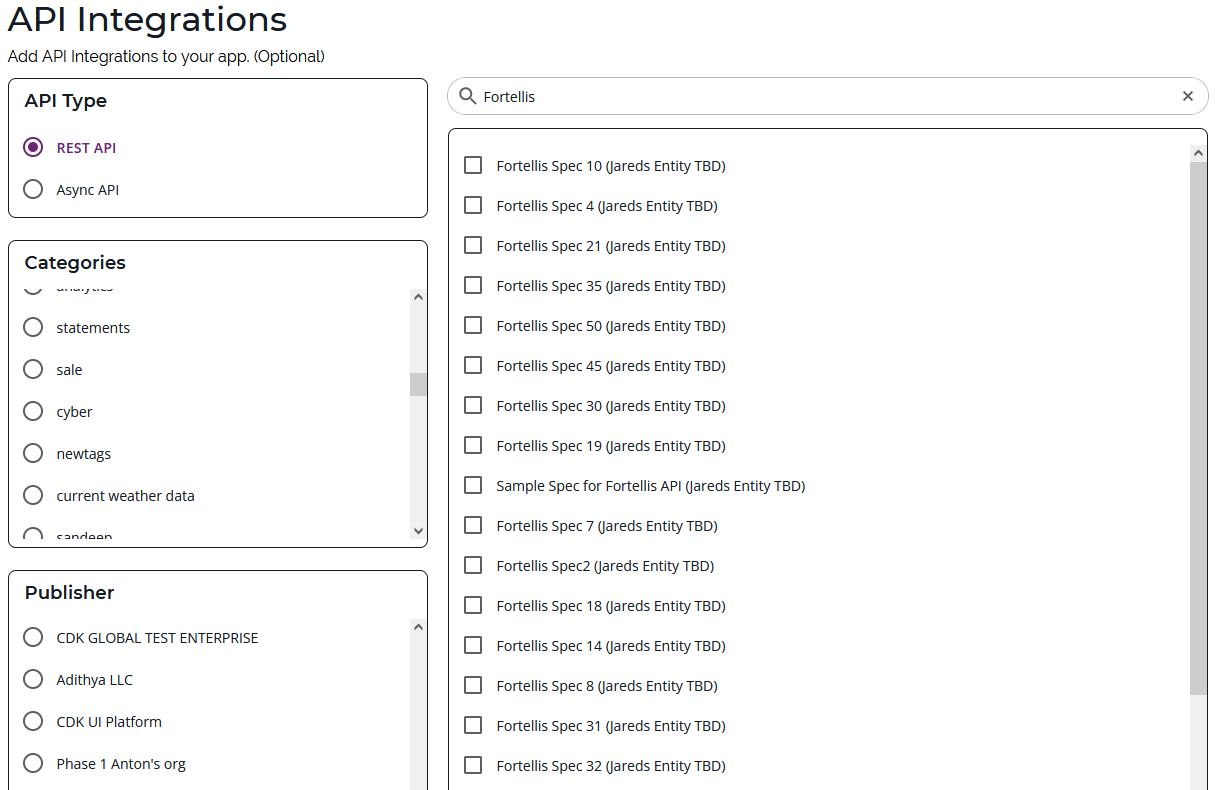 API Integrations
Add API Integrations to your app. (Optional)
API Type
REST API
Async API
Categories
analytics
statements
sale
cyber
newtags
current weather data
sandeep
Publisher
CDK GLOBAL TEST ENTERPRISE
Adithya LLC
CDK UI Platform
Phase 1 Anton's org
Fortellis
Fortellis Spec 10 (Jareds Entity TBD)
Fortellis Spec 4 (Jareds Entity TBD)
Fortellis Spec 21 (Jareds Entity TBD)
Fortellis Spec 35 (Jareds Entity TBD)
Fortellis Spec 50 (Jareds Entity TBD)
Fortellis Spec 45 (Jareds Entity TBD)
Fortellis Spec 30 (Jareds Entity TBD)
Fortellis Spec 19 (Jareds Entity TBD)
Sample Spec for Fortellis API (Jareds Entity TBD)
Fortellis Spec 7 (Jareds Entity TBD)
Fortellis Spec2 (Jareds Entity TBD)
Fortellis Spec 18 (Jareds Entity TBD)
Fortellis Spec 14 (Jareds Entity TBD)
Fortellis Spec 8 (Jareds Entity TBD)
Fortellis Spec 31 (Jareds Entity TBD)
Fortellis Spec 32 (Jareds Entity TBD)